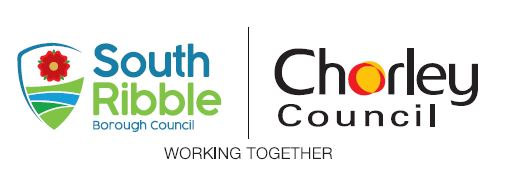 South
Ribble
Borough Council
Chorley
Council
WORKING TOGETHER